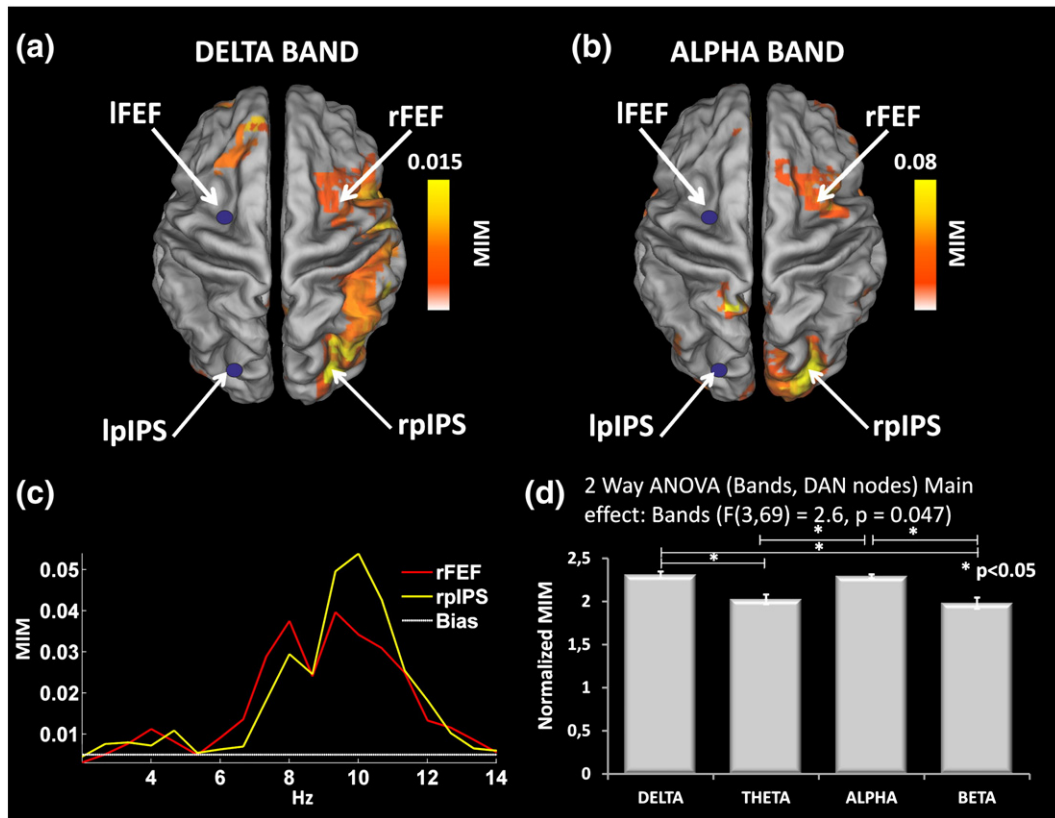 (a)
DELTA BAND
lFEF
rFEF
0.015
MIM
lpIPS
rpIPS
(b)
ALPHA BAND
lFEF
rFEF
0.08
MIM
lpIPS
rpIPS
(c)
0.05
0.04
0.03
0.02
0.01
MIM
rFEF
rpIPS
Bias
4 6 8 10 12 14
Hz
(d)
2 Way ANOVA (Bands, DAN nodes) Main
effect: Bands (F(3,69) = 2.6, p = 0.047)
* *
*
*
* p<0.05
2,5
2
1,5
1
0,5
0
Normalized MIM
DELTA THETA ALPHA BETA